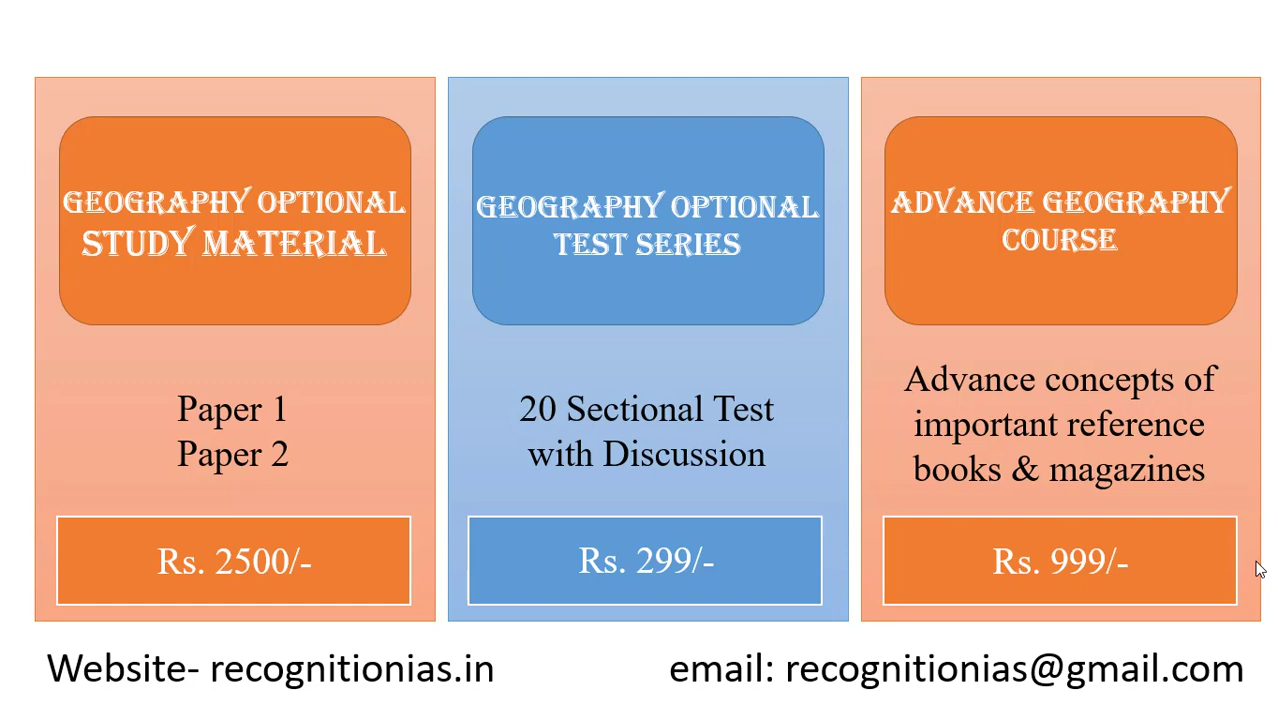 GEOGRAPHY OPTIONAL
STUDY MATERIAL
Paper 1
Paper 2
Rs. 2500/-
GEOGRAPHY OPTIONAL
TEST SERIES
20 Sectional Test
with Discussion
Rs. 299/-
ADVANCE GEOGRAPHY
COURSE
Advance concepts of
important reference
books & magazines
Rs. 999/-
Website- recognitionias.in
email: recognitionias@gmail.com